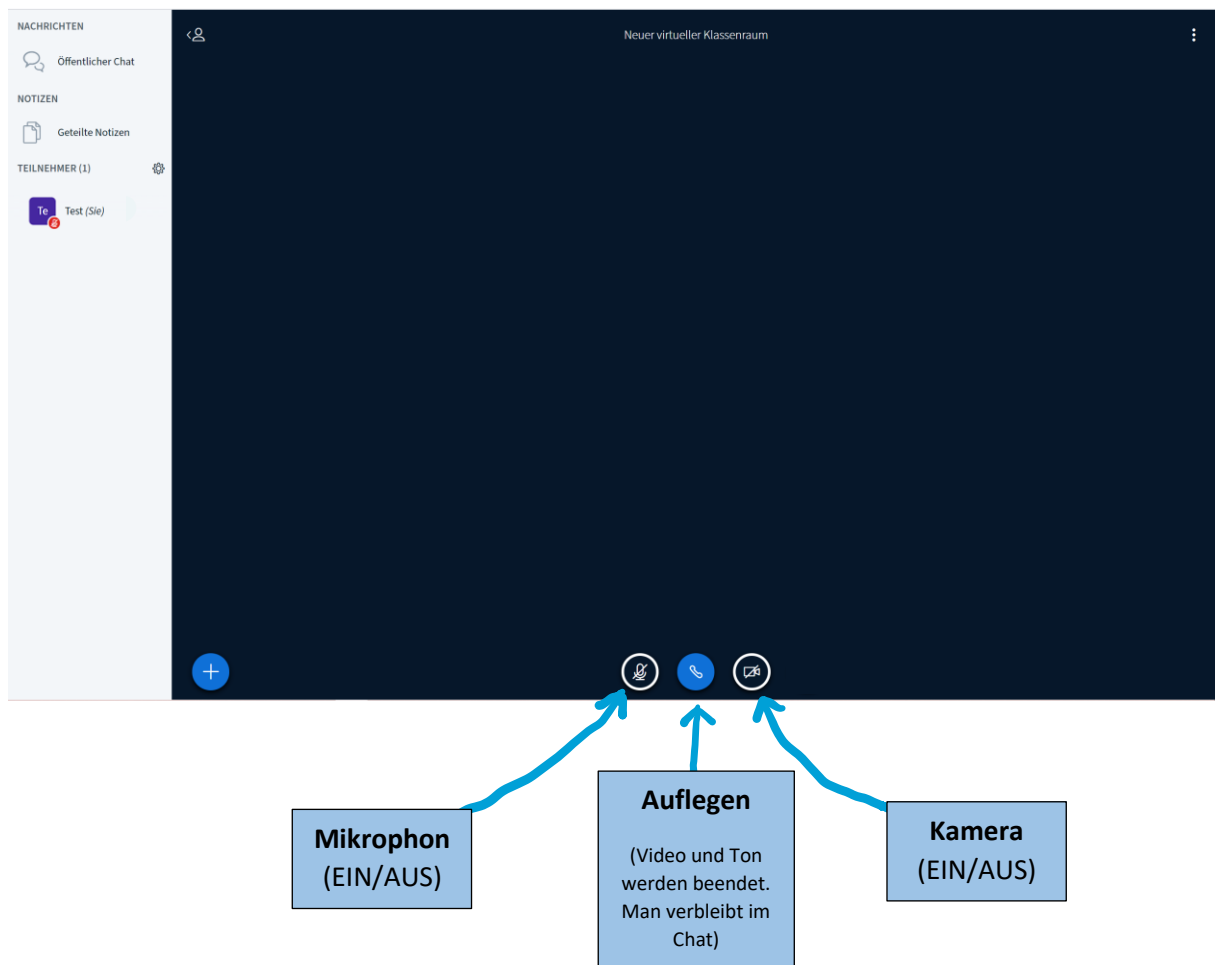 NACHRICHTEN
Öffentlicher Chat
NOTIZEN
Geteilte Notizen
TEILNEHMER (1)
Te
Test (Sie)
Neuer virtueller Klassenraum
Mikrophon
(EIN/AUS)
Auflegen
(Video und Ton
werden beendet.
Man verbleibt im
Chat)
Kamera
(EIN/AUS)